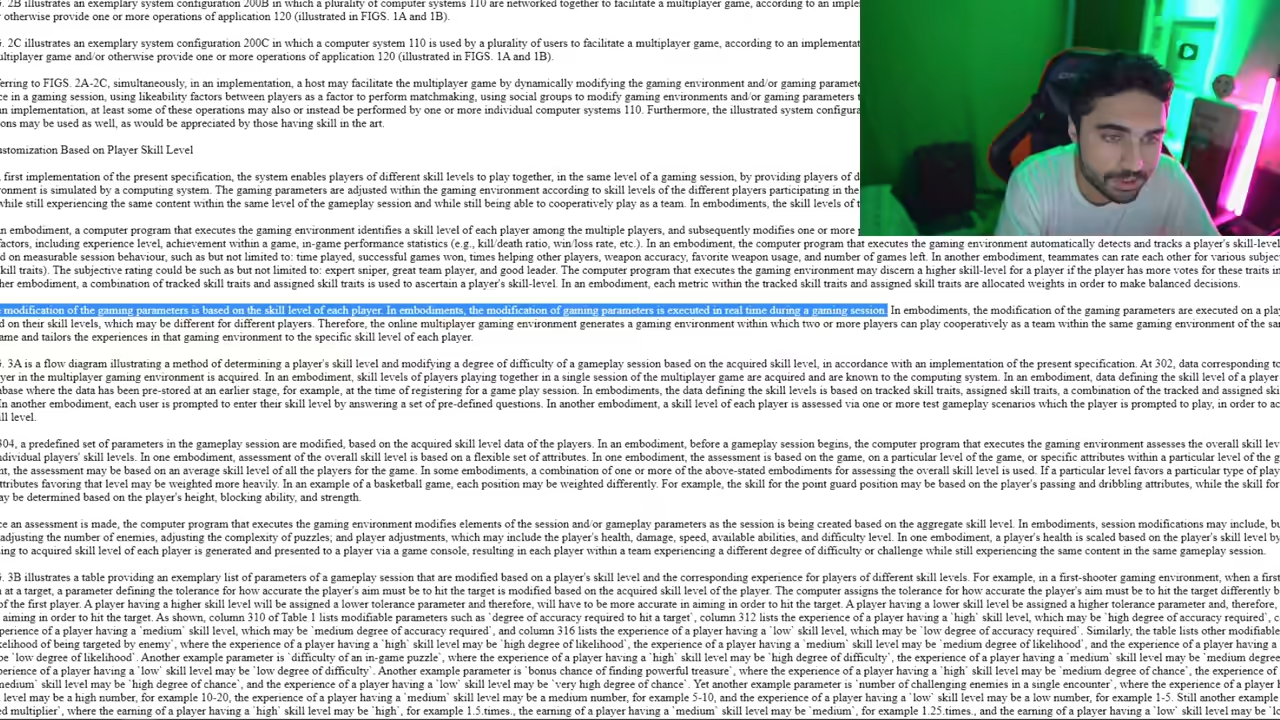 . 2B illustrates an exemplary system configuration 200B in which a plurality of computer systems 110 are networked together to facilitate a multiplayer game, according to an imple
r otherwise provide one or more operations of application 120 (illustrated in FIGS. 1A and 1B).
. 2C illustrates an exemplary system configuration 200C in which a computer system 110 is used by a plurality of users to facilitate a multiplayer game, according to an implementa
ultiplayer game and/or otherwise provide one or more operations of application 120 (illustrated in FIGS. 1A and 1B).
ferring to FIGS. 2A-2C, simultaneously, in an implementation, a host may facilitate the multiplayer game by dynamically modifying the gaming environment and/or gaming paramete
ce in a gaming session, using likeability factors between players as a factor to perform matchmaking, using social groups to modify gaming environments and/or gaming parameters
n implementation, at least some of these operations may also or instead be performed by one or more individual computer systems 110. Furthermore, the illustrated system configura
ons may be used as well, as would be appreciated by those having skill in the art.
ustomization Based on Player Skill Level
first implementation of the present specification, the system enables players of different skill levels to play together, in the same level of a gaming session, by providing players of d
ronment is simulated by a computing system. The gaming parameters are adjusted within the gaming environment according to skill levels of the different players participating in the
while still experiencing the same content within the same level of the gameplay session and while still being able to cooperatively play as a team. In embodiments, the skill levels of
an embodiment, a computer program that executes the gaming environment identifies a skill level of each player among the multiple players, and subsequently modifies one or more
factors, including experience level, achievement within a game, in-game performance statistics (e.g., kill/death ratio, win/loss rate, etc.). In an embodiment, the computer program that executes the gaming environment automatically detects and tracks a player's skill-level
d on measurable session behaviour, such as but not limited to: time played, successful games won, times helping other players, weapon accuracy, favorite weapon usage, and number of games left. In another embodiment, teammates can rate each other for various subjec
skill traits). The subjective rating could be such as but not limited to: expert sniper, great team player, and good leader. The computer program that executes the gaming environment may discern a higher skill-level for a player if the player has more votes for these traits in
ther embodiment, a combination of tracked skill traits and assigned skill traits is used to ascertain a player's skill-level. In an embodiment, each metric within the tracked skill traits and assigned skill traits are allocated weights in order to make balanced decisions.
modification of the gaming parameters is based on the skill level of each player. In embodiments, the modification of gaming parameters is executed in real time during a gaming session. In embodiments, the modification of the gaming parameters are executed on a pla
d on their skill levels, which may be different for different players. Therefore, the online multiplayer gaming environment generates a gaming environment within which two or more players can play cooperatively as a team within the same gaming environment of the sa
ame and tailors the experiences in that gaming environment to the specific skill level of each player.
. 3A is a flow diagram illustrating a method of determining a player's skill level and modifying a degree of difficulty of a gameplay session based on the acquired skill level, in accordance with an implementation of the present specification. At 302, data corresponding to
yer in the multiplayer gaming environment is acquired. In an embodiment, skill levels of players playing together in a single session of the multiplayer game are acquired and are known to the computing system. In an embodiment, data defining the skill level of a player
base where the data has been pre-stored at an earlier stage, for example, at the time of registering for a game play session. In embodiments, the data defining the skill levels is based on tracked skill traits, assigned skill traits, a combination of the tracked and assigned ski
In another embodiment, each user is prompted to enter their skill level by answering a set of pre-defined questions. In another embodiment, a skill level of each player is assessed via one or more test gameplay scenarios which the player is prompted to play, in order to ac
ll level.
304, a predefined set of parameters in the gameplay session are modified, based on the acquired skill level data of the players. In an embodiment, before a gameplay session begins, the computer program that executes the gaming environment assesses the overall skill lev
ndividual players' skill levels. In one embodiment, assessment of the overall skill level is based on a flexible set of attributes. In one embodiment, the assessment is based on the game, on a particular level of the game, or specific attributes within a particular level of the g
nt, the assessment may be based on an average skill level of all the players for the game. In some embodiments, a combination of one or more of the above-stated embodiments for assessing the overall skill level is used. If a particular level favors a particular type of play
ttributes favoring that level may be weighted more heavily. In an example of a basketball game, each position may be weighted differently. For example, the skill for the point guard position may be based on the player's passing and dribbling attributes, while the skill for
ay be determined based on the player's height, blocking ability, and strength.
ce an assessment is made, the computer program that executes the gaming environment modifies elements of the session and/or gameplay parameters as the session is being created based on the aggregate skill level. In embodiments, session modifications may include, bu
adjusting the number of enemies, adjusting the complexity of puzzles; and player adjustments, which may include the player's health, damage, speed, available abilities, and difficulty level. In one embodiment, a player's health is scaled based on the player's skill level by
ing to acquired skill level of each player is generated and presented to a player via a game console, resulting in each player within a team experiencing a different degree of difficulty or challenge while still experiencing the same content in the same gameplay session.
. 3B illustrates a table providing an exemplary list of parameters of a gameplay session that are modified based on a player's skill level and the corresponding experience for players of different skill levels. For example, in a first-shooter gaming environment, when a first
n at a target, a parameter defining the tolerance for how accurate the player's aim must be to hit the target is modified based on the acquired skill level of the player. The computer assigns the tolerance for how accurate the player's aim must be to hit the target differently b
of the first player. A player having a higher skill level will be assigned a lower tolerance parameter and therefore, will have to be more accurate in aiming in order to hit the target. A player having a lower skill level be assigned a higher tolerance parameter and, therefore,
aiming in order to hit the target. As shown, column 310 of Table 1 lists modifiable parameters such as `degree of accuracy required to hit a target`, column 312 lists the experience of a player having a `high` skill level, which may be `high degree of accuracy required`, c
perience of a player having a `medium` skill level, which may be `medium degree of accuracy required`, and column 316 lists the experience of a player having a `low` skill level, which may be `low degree of accuracy required`. Similarly, the table lists other modifiable
kelihood of being targeted by enemy`, where the experience of a player having a `high` skill level may be `high degree of likelihood`, the experience of a player having a `medium` skill level may be `medium degree of likelihood`, and the experience of a player having a
be `low degree of likelihood`. Another example parameter is `difficulty of an in-game puzzle`, where the experience of a player having a `high` skill level may be `high degree of difficulty`, the experience of a player having a `medium` skill level may be `medium degree
perience of a player having a `low` skill level may be `low degree of difficulty`. Another example parameter is `bonus chance of finding powerful treasure`, where the experience of a player having a `high` skill level may be `medium degree of chance`, the experience of
medium` skill level may be `high degree of chance`, and the experience of a player having a `low` skill level may be `very high degree of chance`. Yet another example parameter is `number of challenging enemies in a single encounter`, where the experience of a player h
level may be a high number, for example 10-20, the experience of a player having a `medium` skill level may be a medium number, for example 5-10, and the experience of a player having a `low` skill level may be a low number, for example 1-5. Still another example
ed multiplier`, where the earning of a player having a `high` skill level may be `high`, for example 1.5.times., the earning of a player having a `medium` skill level may be `medium`, for example 1.25.times., and the earning of a player having a `low` skill level may be `lo